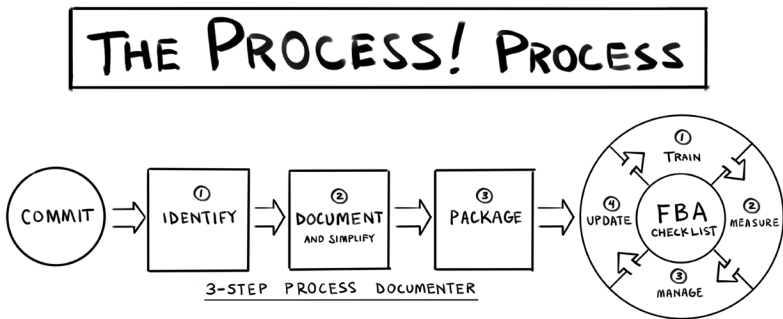 THE PROCESS! PROCESS
COMMIT
①
IDENTIFY
②
DOCUMENT
AND SIMPLIFY
③
PACKAGE
3-STEP PROCESS DOCUMENTER
①
TRAIN
②
MEASURE
③
MANAGE
④
UPDATE
FBA
CHECKLIST